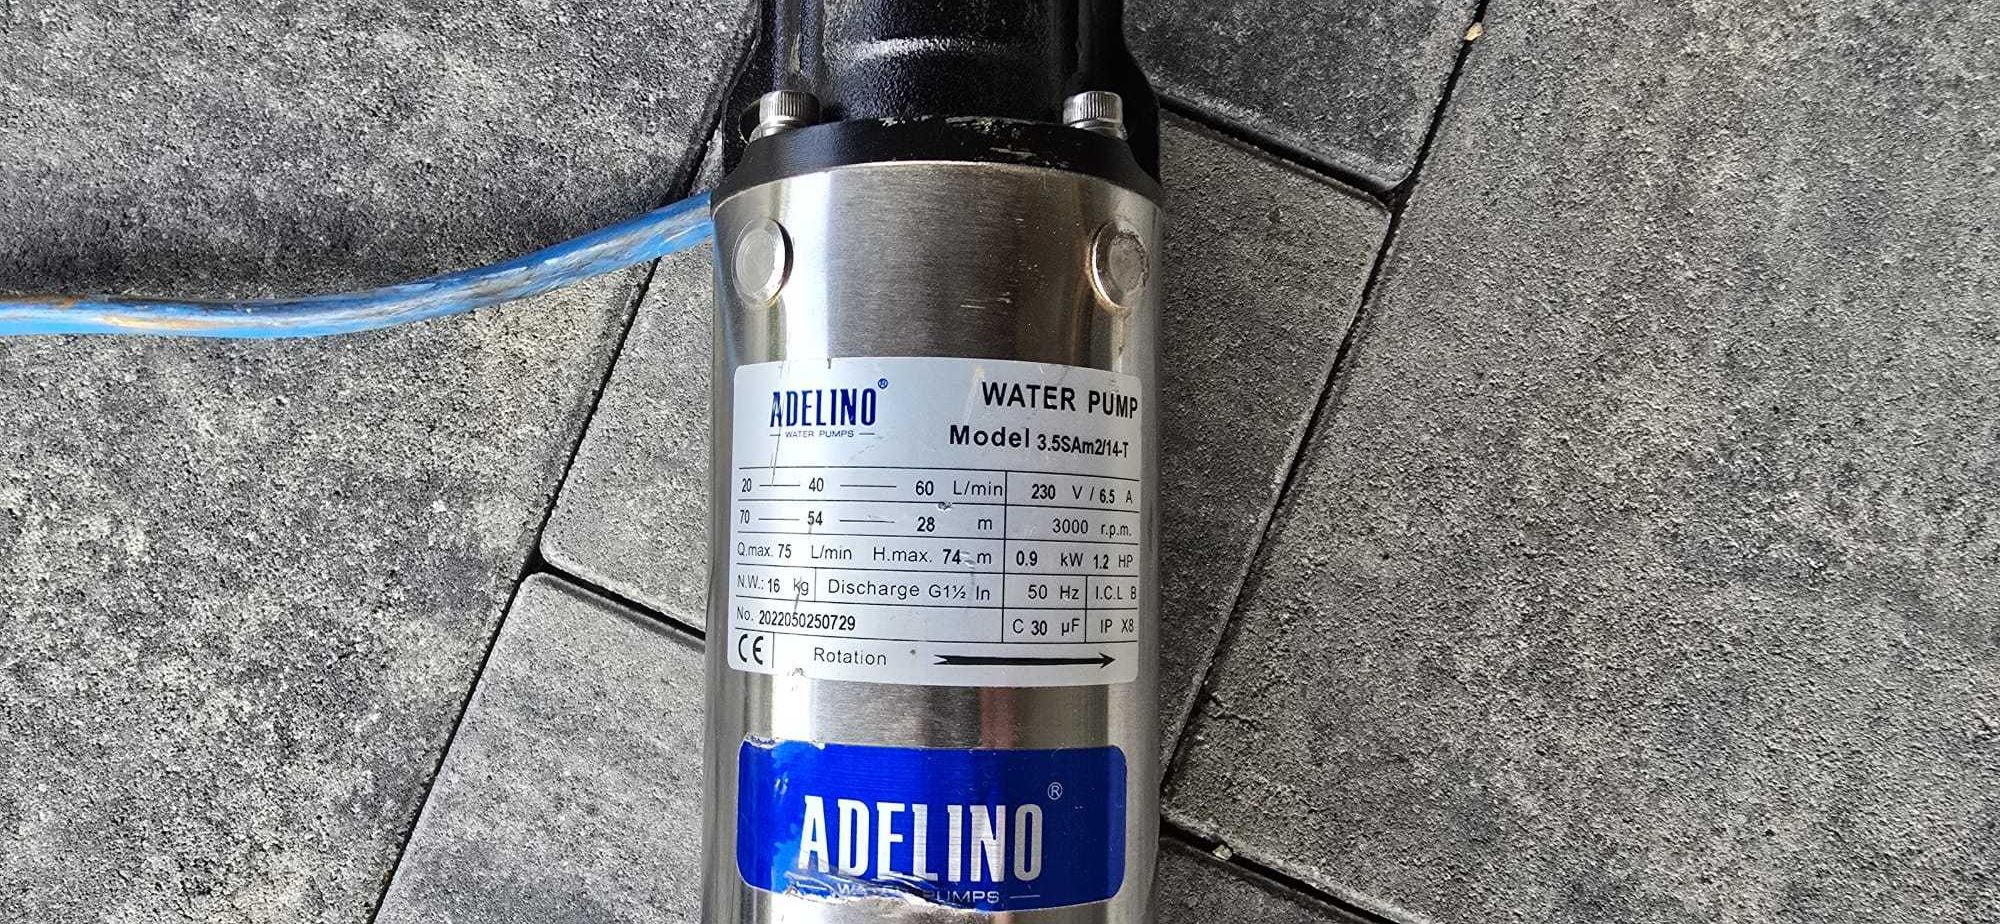 ADELINO®
WATER PUMPS
WATER PUMP
Model 3.5SAm2/14-T
20 — 40 — 60 L/min 230 V / 6.5 A
70 — 54 — 28 m 3000 r.p.m.
Q.max. 75 L/min H.max. 74 m 0.9 kW 1.2 HP
N.W.: 16 kg Discharge G1½ In 50 Hz I.C.L B
No. 2022050250729 C 30 µF IP X8
CE Rotation
ADELINO®
WATER PUMPS